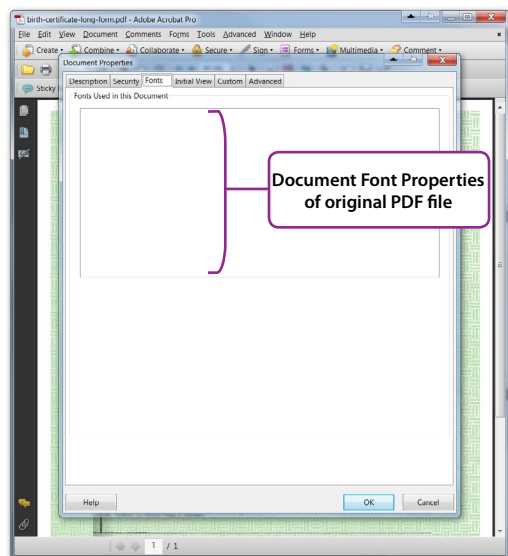 birth-certificate-long-form.pdf - Adobe Acrobat Pro
File Edit View Document Comments Forms Tools Advanced Window Help
Create Combine Collaborate Secure Sign Forms Multimedia Comment
Document Properties
Sticky
Description Security Fonts Initial View Custom Advanced
Fonts Used in this Document
Document Font Properties
of original PDF file
Help OK Cancel
1 / 1